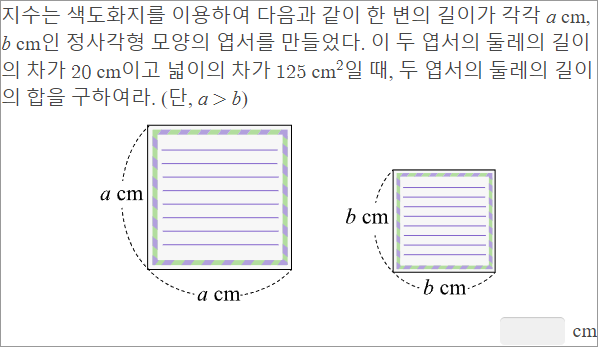 지수는 색도화지를 이용하여 다음과 같이 한 변의 길이가 각각 a cm,
b cm인 정사각형 모양의 엽서를 만들었다. 이 두 엽서의 둘레의 길이
의 차가 20 cm이고 넓이의 차가 125 cm²일 때, 두 엽서의 둘레의 길이
의 합을 구하여라. (단, a > b)
a cm
b cm
a cm
b cm
cm